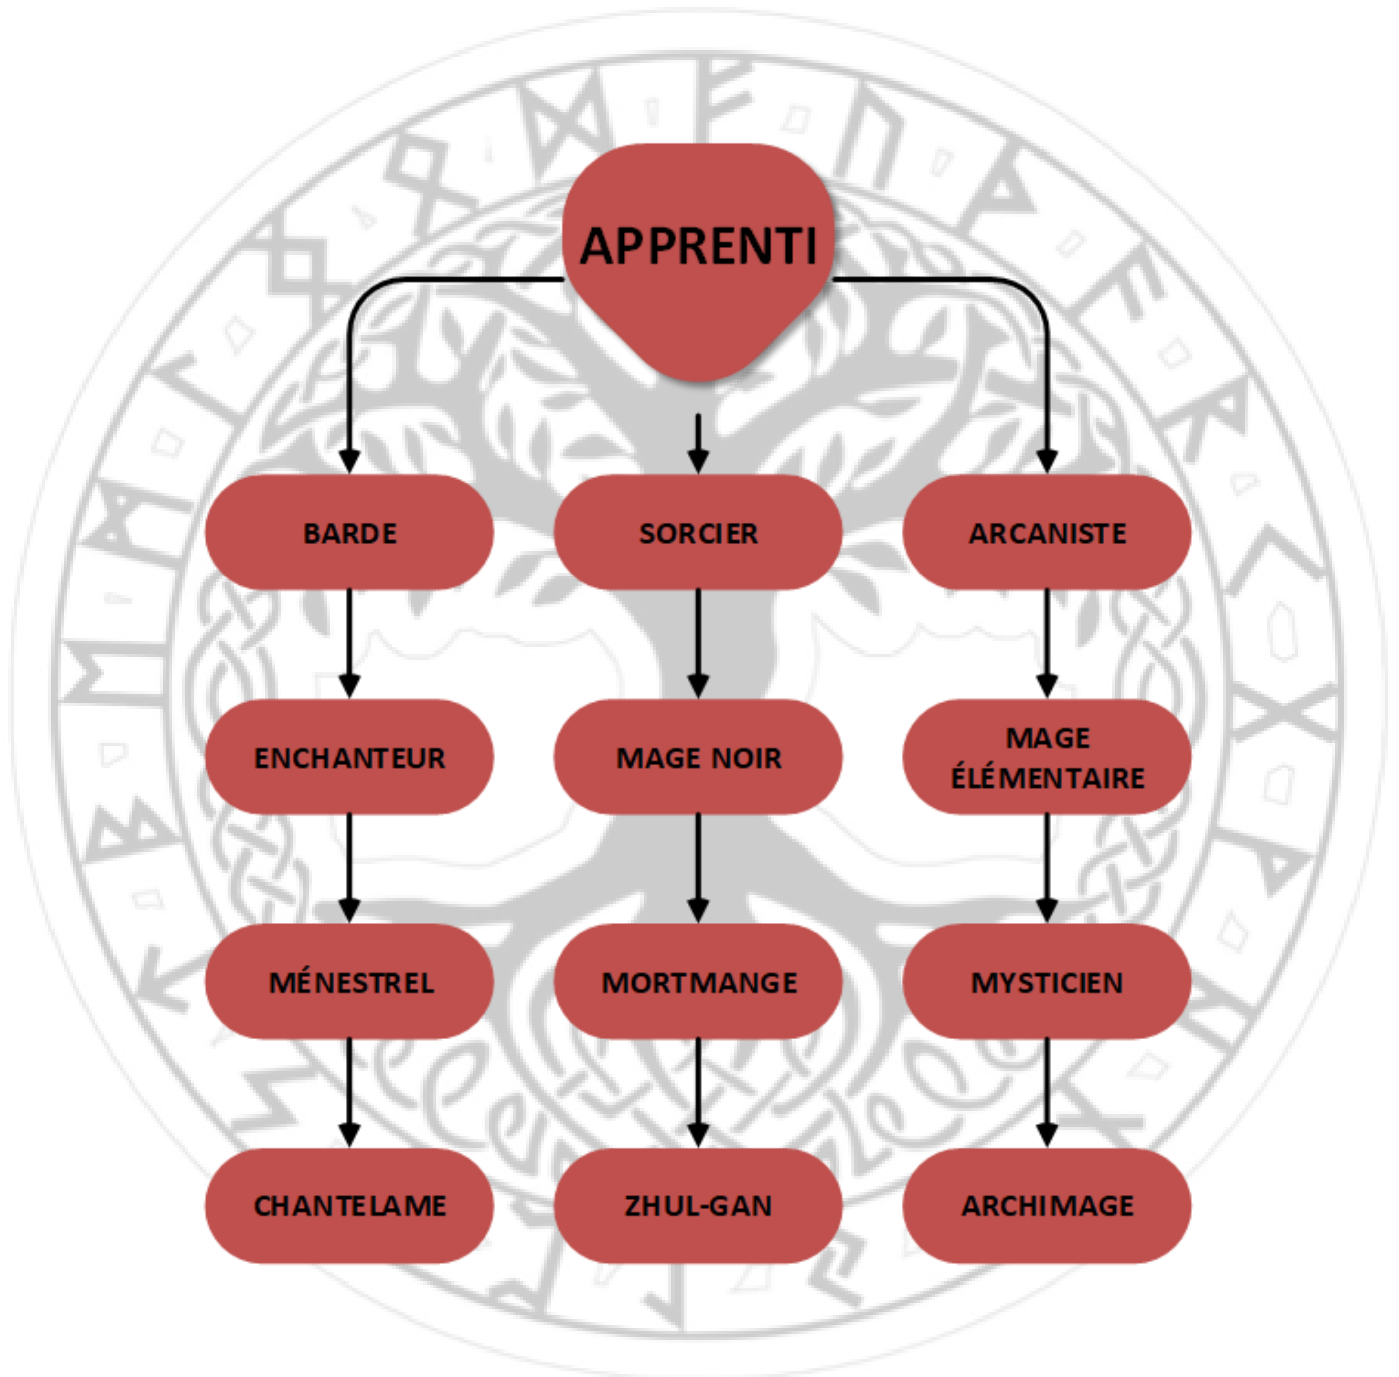 APPRENTI
BARDE
SORCIER
ARCANISTE
ENCHANTEUR
MAGE NOIR
MAGE
ÉLÉMENTAIRE
MÉNESTREL
MORTMANGE
MYSTICIEN
CHANTELAME
ZHUL-GAN
ARCHIMAGE